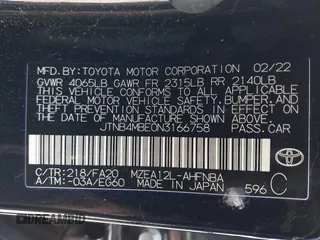 MFD.BY:TOYOTA MOTOR CORPORATION 02/22
GVWR 4065LB GAWR FR 2315LB RR 2140LB
THIS VEHICLE CONFORMS TO ALL APPLICABLE
FEDERAL MOTOR VEHICLE SAFETY, BUMPER, AND
THEFT PREVENTION STANDARDS IN EFFECT ON
THE DATE OF MANUFACTURE SHOWN ABOVE.
JTNB4MBE0N3166758 PASS.CAR
TOYOTA
C/TR:218/FA20 MZEA12L-AHFNBA
A/TM:-03A/EG60 MADE IN JAPAN 596 C